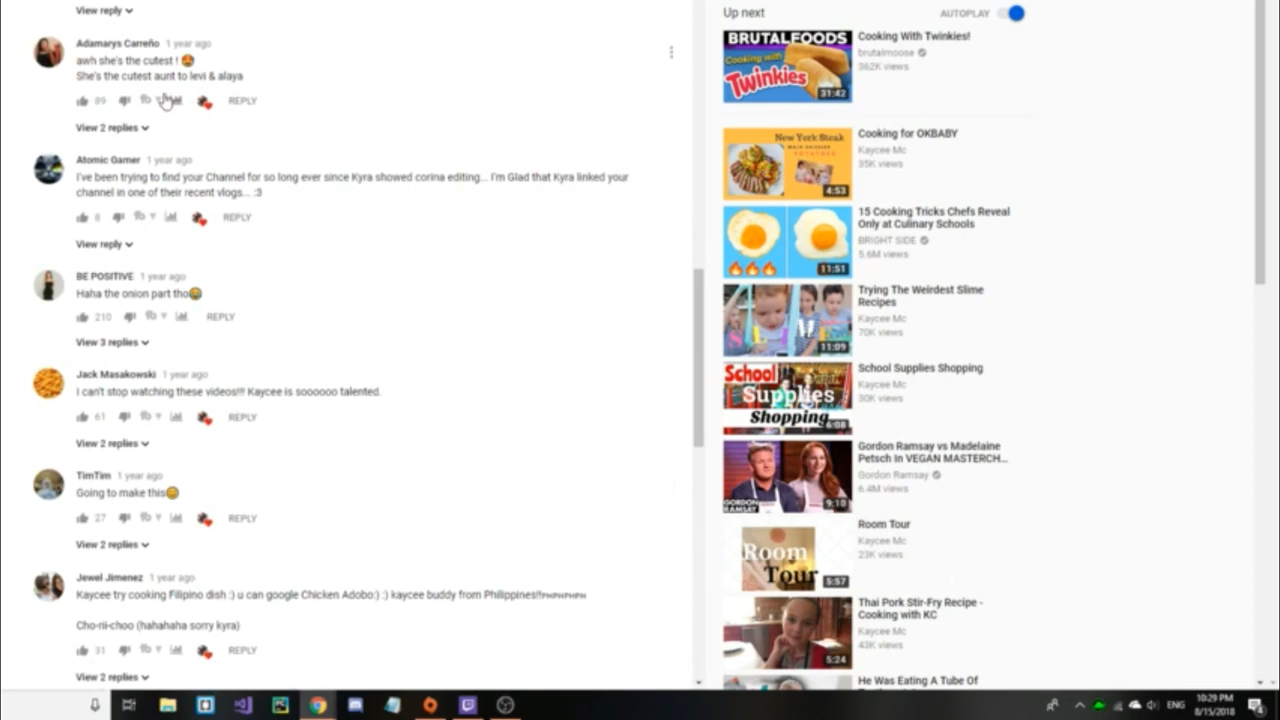 View reply
Adamarys Carreño 1 year ago
awh she's the cutest ! 😍
She's the cutest aunt to levi & alaya
89 REPLY
View 2 replies
Atomic Gamer 1 year ago
I've been trying to find your Channel for so long ever since Kyra showed corina editing... I'm Glad that Kyra linked your
channel in one of their recent vlogs... :3
8 REPLY
View reply
BE POSITIVE 1 year ago
Haha the onion part tho😂
210 REPLY
View 3 replies
Jack Masakowski 1 year ago
I can't stop watching these videos!!! Kaycee is soooooo talented.
61 REPLY
View 2 replies
TimTim 1 year ago
Going to make this😊
27 REPLY
View 2 replies
Jewel Jimenez 1 year ago
Kaycee try cooking Filipino dish :) u can google Chicken Adobo:) :) kaycee buddy from Philippines!!PHPHPHPH
Cho-rii-choo (hahahaha sorry kyra)
31 REPLY
View 2 replies
Up next AUTOPLAY
BRUTALFOODS
Cooking with
Twinkies!
31:42
Cooking With Twinkies!
brutalmoose
362K views
New York Steak
4:53
Cooking for OKBABY
Kaycee Mc
35K views
11:51
15 Cooking Tricks Chefs Reveal
Only at Culinary Schools
BRIGHT SIDE
5.6M views
S L I M
11:09
Trying The Weirdest Slime
Recipes
Kaycee Mc
70K views
School
Supplies
Shopping
6:08
School Supplies Shopping
Kaycee Mc
30K views
GORDON
RAMSAY
9:10
Gordon Ramsay vs Madelaine
Petsch In VEGAN MASTERCH...
Gordon Ramsay
6.4M views
Room
Tour
5:57
Room Tour
Kaycee Mc
23K views
5:24
Thai Pork Stir-Fry Recipe -
Cooking with KC
Kaycee Mc
43K views
He Was Eating A Tube Of
ENG
10:29 PM
8/15/2018